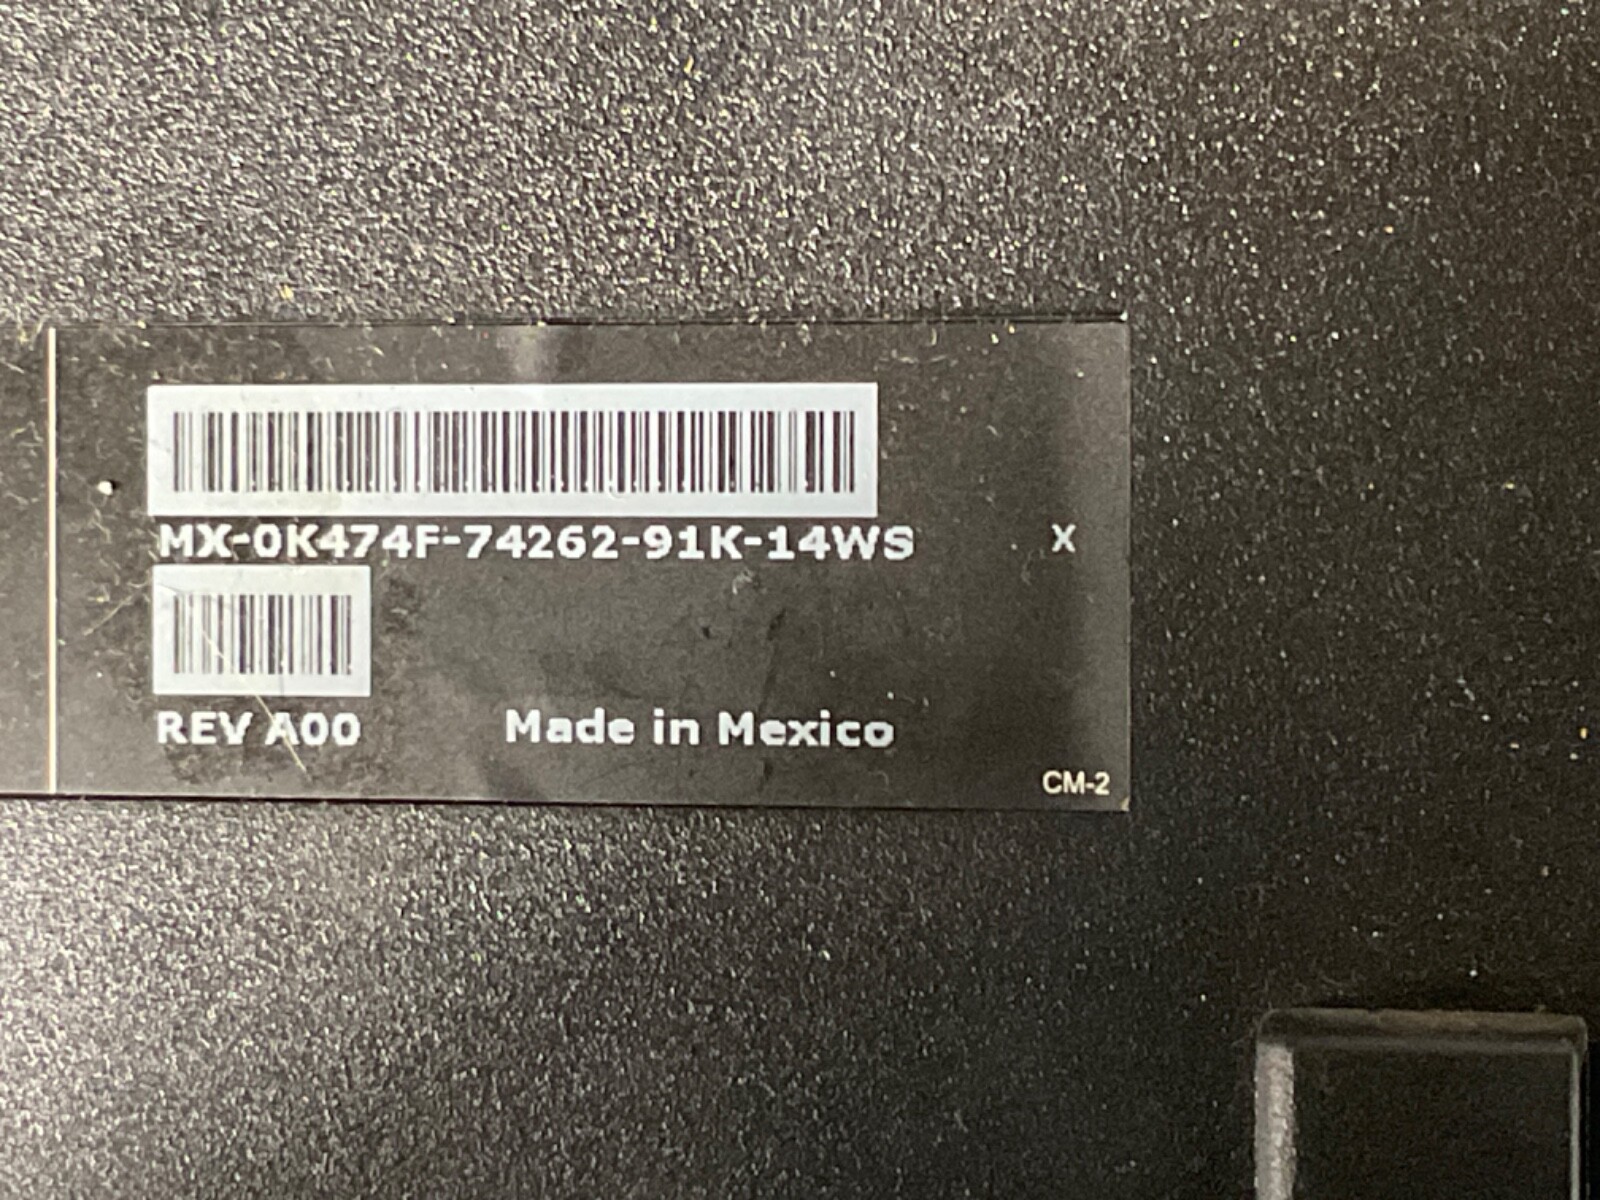 MX-0K474F-74262-91K-14WS
X
REV A00
Made in Mexico
CM-2